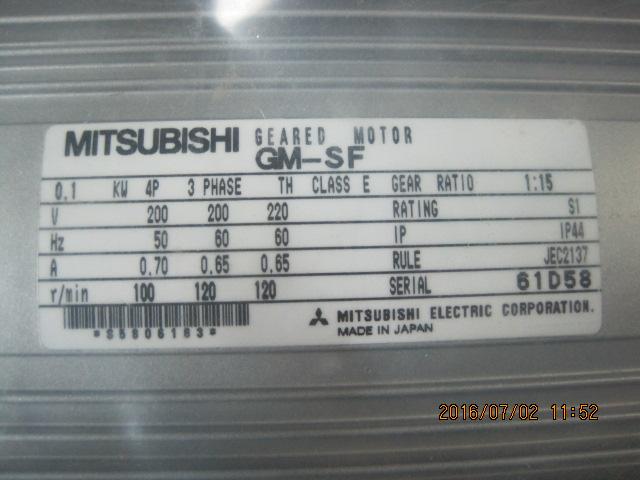 MITSUBISHI GEARED MOTOR
GM-SF
0.1 KW 4P 3 PHASE TH CLASS E GEAR RATIO 1:15
V 200 200 220 RATING S1
Hz 50 60 60 IP IP44
A 0.70 0.65 0.65 RULE JEC2137
r/min 100 120 120 SERIAL 61D58
*S5806183*
MITSUBISHI ELECTRIC CORPORATION.
MADE IN JAPAN
2016/07/02 11:52